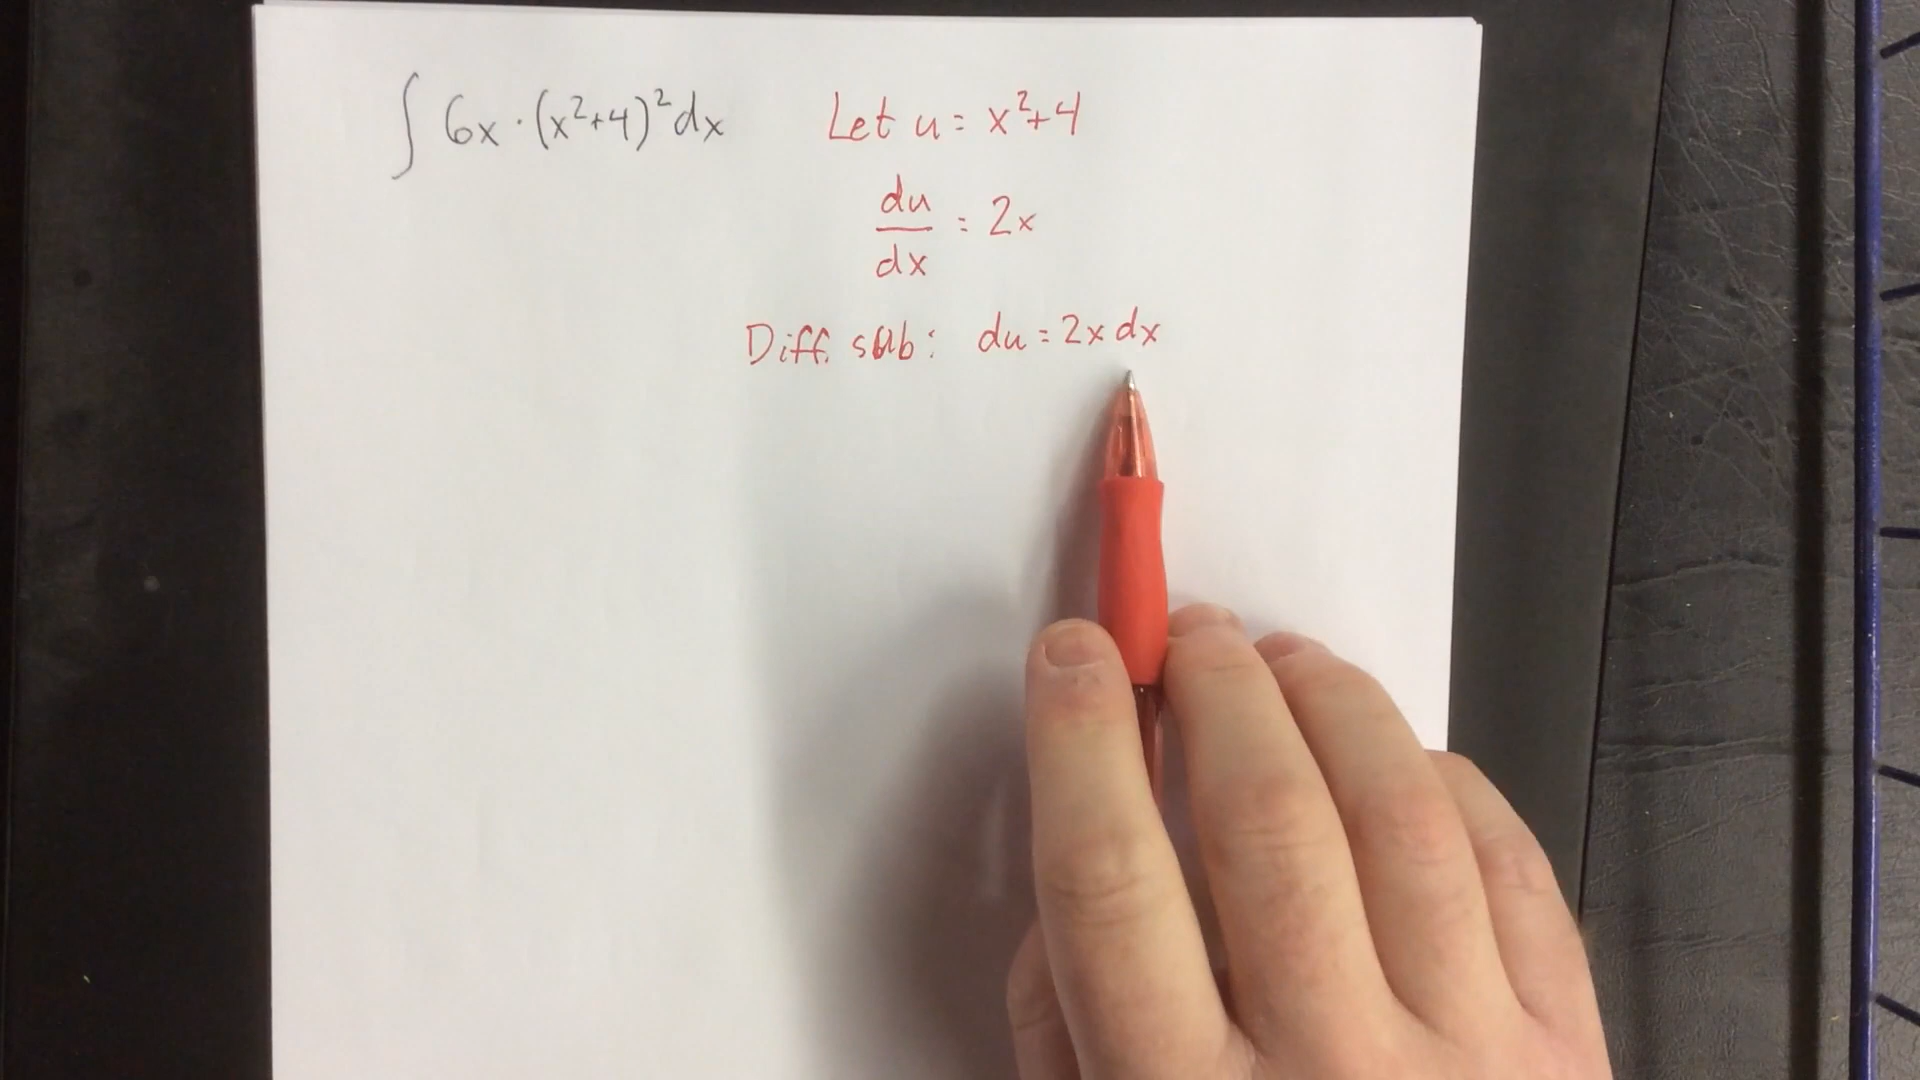 ∫ 6x · (x²+4)² dx Let u = x²+4
du/dx = 2x
Diff. sub: du = 2x dx